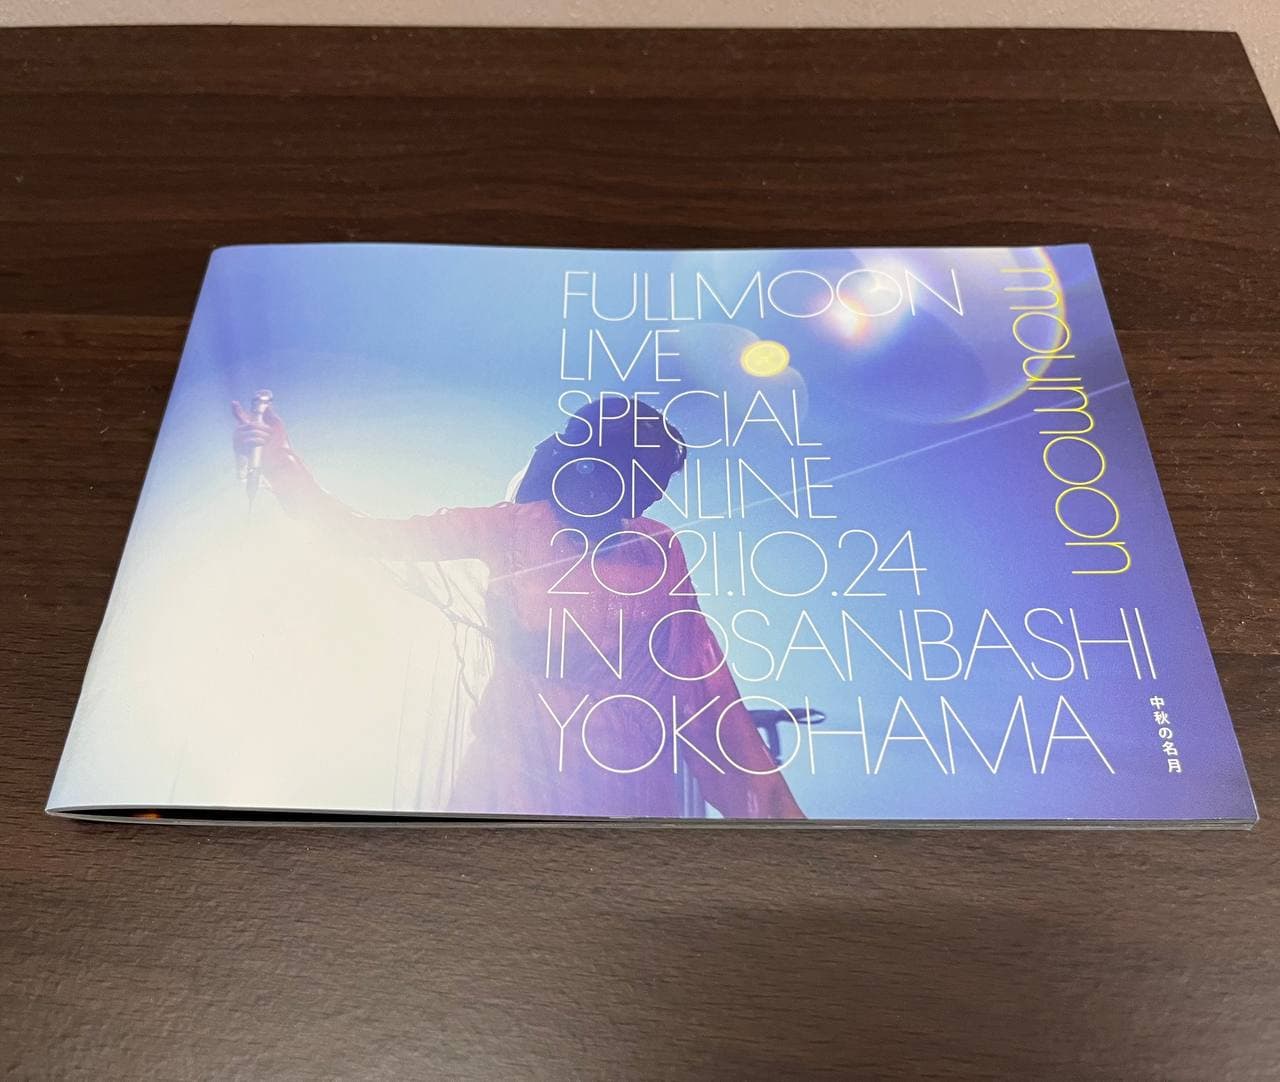 FULLMOON
LIVE
SPECIAL
ONLINE
2021.10.24
IN OSANBASHI
YOKOHAMA
moumoon
中秋の名月